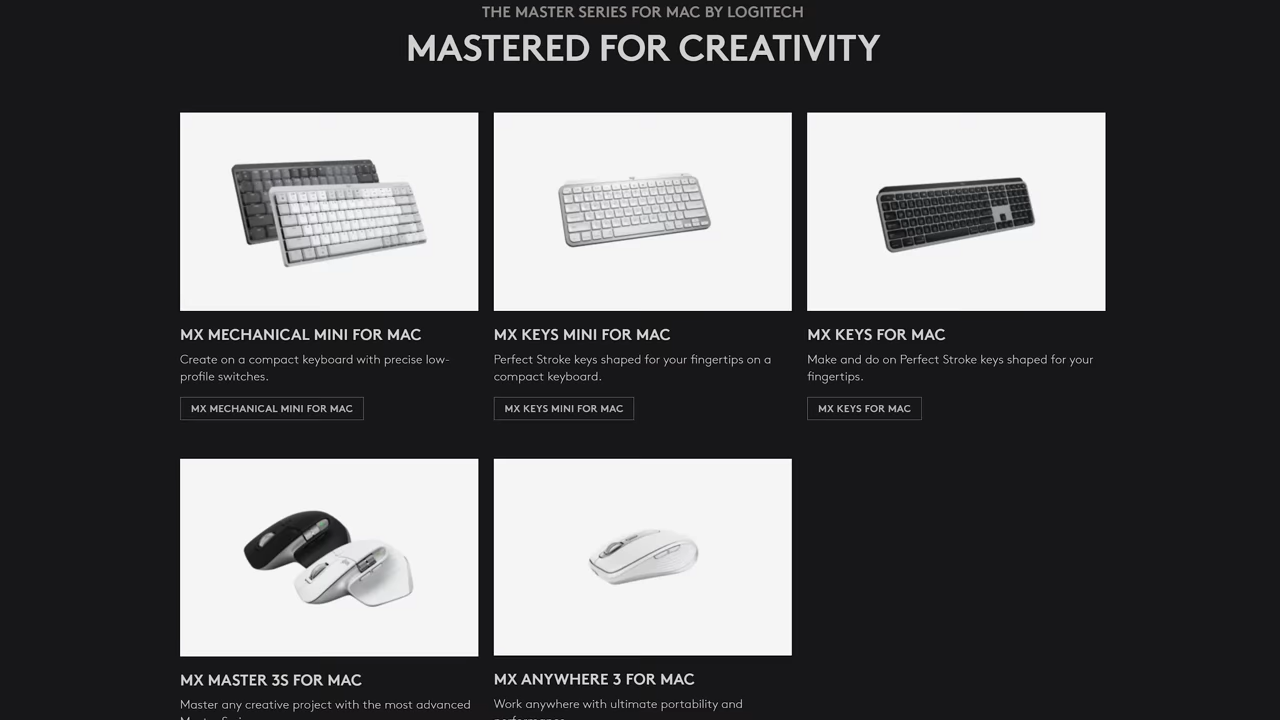 THE MASTER SERIES FOR MAC BY LOGITECH
MASTERED FOR CREATIVITY
MX MECHANICAL MINI FOR MAC
Create on a compact keyboard with precise low-
profile switches.
MX MECHANICAL MINI FOR MAC
MX KEYS MINI FOR MAC
Perfect Stroke keys shaped for your fingertips on a
compact keyboard.
MX KEYS MINI FOR MAC
MX KEYS FOR MAC
Make and do on Perfect Stroke keys shaped for your
fingertips.
MX KEYS FOR MAC
MX MASTER 3S FOR MAC
Master any creative project with the most advanced
MX ANYWHERE 3 FOR MAC
Work anywhere with ultimate portability and